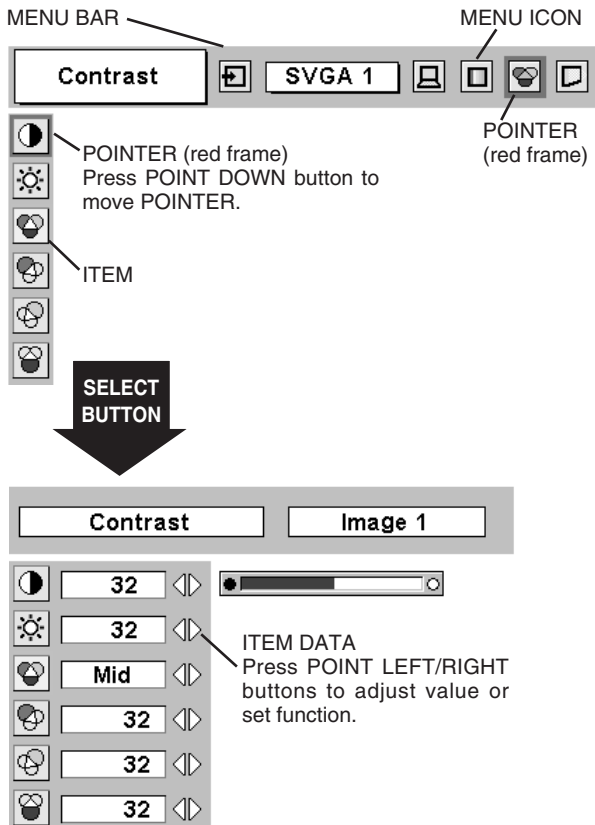 MENU BAR
MENU ICON
Contrast
SVGA 1
POINTER
(red frame)
POINTER (red frame)
Press POINT DOWN button to
move POINTER.
ITEM
SELECT
BUTTON
Contrast
Image 1
32
32
Mid
32
32
32
ITEM DATA
Press POINT LEFT/RIGHT
buttons to adjust value or
set function.